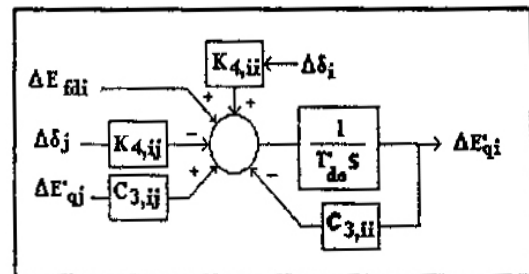 K4,ii
Δδi
ΔEfdi
+
+
Δδj
K4,ij
−
1
T'do S
ΔE'qi
+
−
ΔE'qj
C3,ij
C3,ii